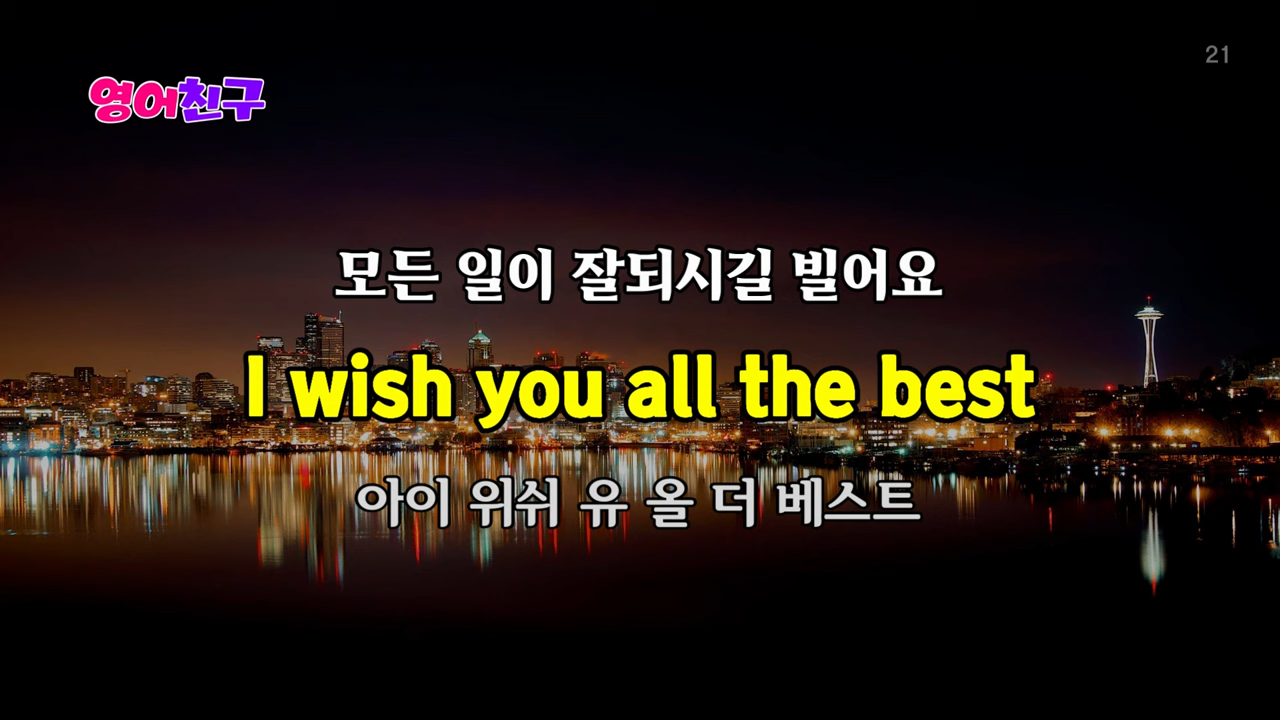 21
영어친구
모든 일이 잘되시길 빌어요
I wish you all the best
아이 위쉬 유 올 더 베스트